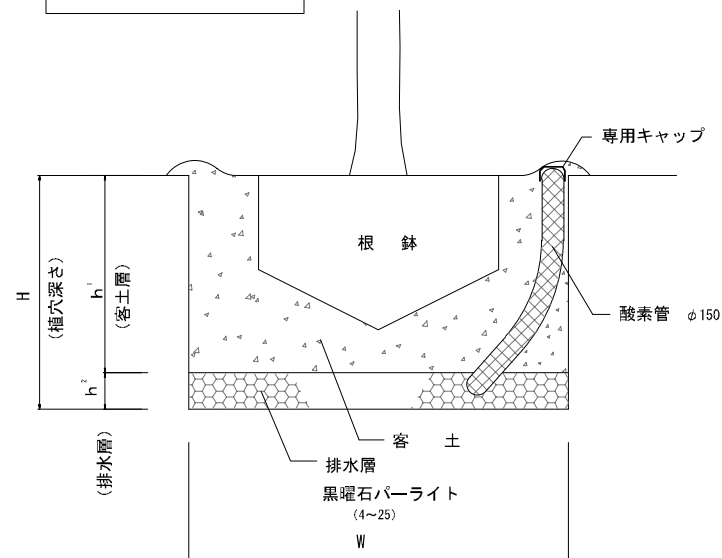 専用キャップ
根 鉢
酸素管 φ150
H
(植穴深さ)
h1
(客土層)
h2
(排水層)
客 土
排水層
黒曜石パーライト
(4~25)
W